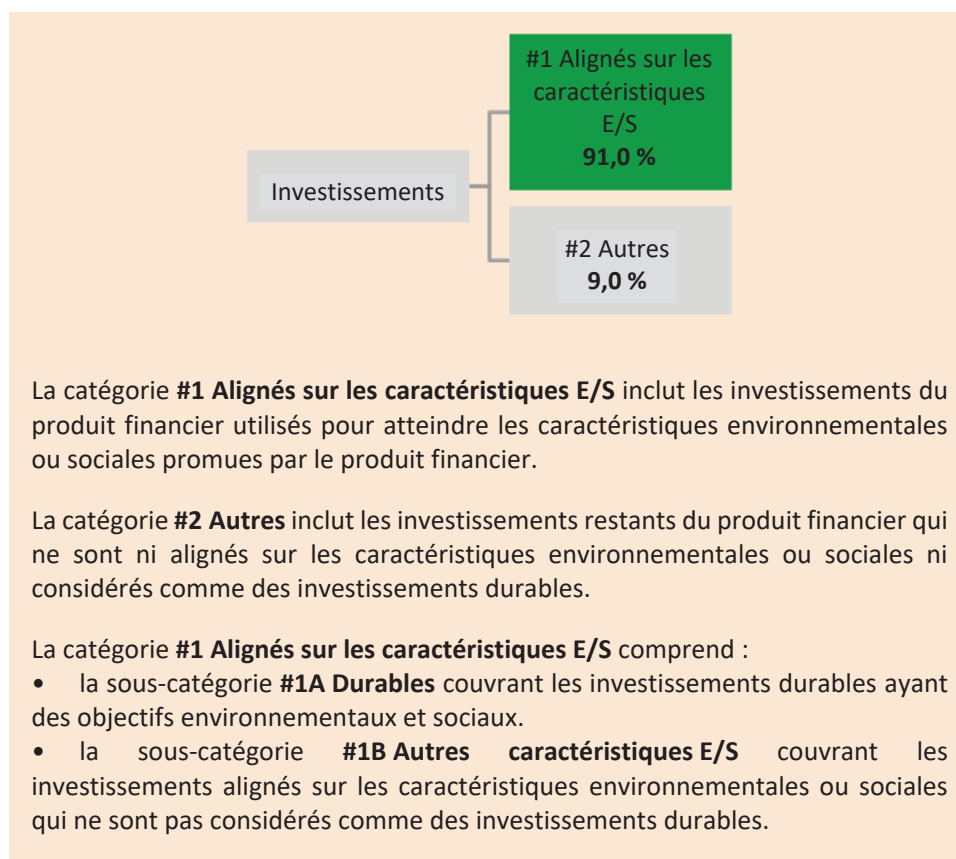 #1 Alignés sur les
caractéristiques
E/S
91,0 %
Investissements
#2 Autres
9,0 %
La catégorie #1 Alignés sur les caractéristiques E/S inclut les investissements du
produit financier utilisés pour atteindre les caractéristiques environnementales
ou sociales promues par le produit financier.
La catégorie #2 Autres inclut les investissements restants du produit financier qui
ne sont ni alignés sur les caractéristiques environnementales ou sociales ni
considérés comme des investissements durables.
La catégorie #1 Alignés sur les caractéristiques E/S comprend :
• la sous-catégorie #1A Durables couvrant les investissements durables ayant
des objectifs environnementaux et sociaux.
• la sous-catégorie #1B Autres caractéristiques E/S couvrant les
investissements alignés sur les caractéristiques environnementales ou sociales
qui ne sont pas considérés comme des investissements durables.